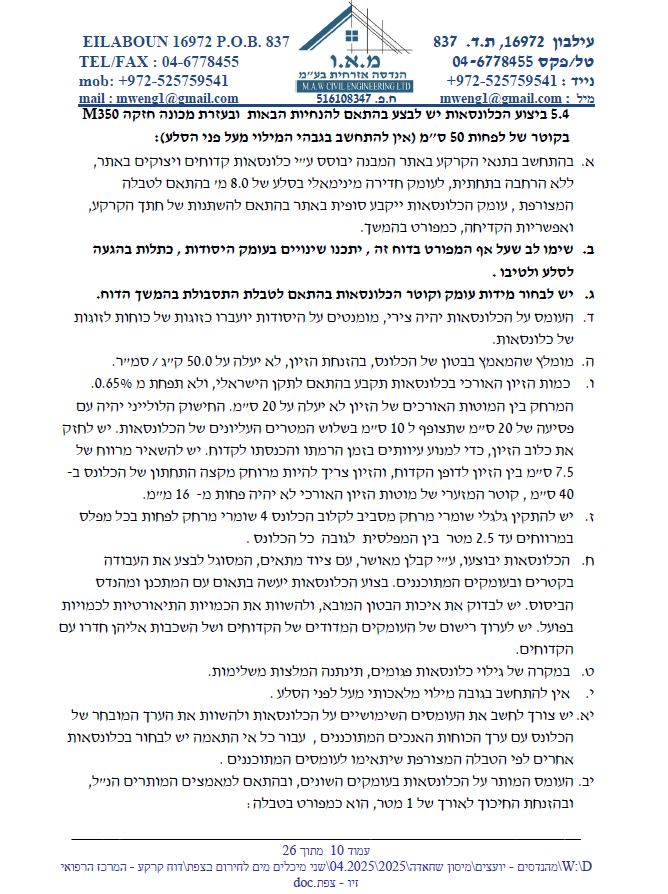 עילבון 16972, ת.ד. 837
טל/פקס 04-6778455
נייד : +972-525759541
מיל : mweng1@gmail.com
מ.א.ו
הנדסה אזרחית בע״מ
M.A.W CIVIL ENGINEERING LTD
ח.פ. 516108347
EILABOUN 16972 P.O.B. 837
TEL/FAX : 04-6778455
mob: +972-525759541
mail : mweng1@gmail.com
5.4 ביצוע הכלונסאות יש לבצע בהתאם להנחיות הבאות ובעזרת מכונה חזקה M350
בקוטר של לפחות 50 ס״מ (אין להתחשב בגבהי המילוי מעל פני הסלע):
א. בהתחשב בתנאי הקרקע באתר המבנה יבוסס ע״י כלונסאות קדוחים ויצוקים באתר,
ללא הרחבה בתחתית, לעומק חדירה מינימאלי בסלע של 8.0 מ׳ בהתאם לטבלה
המצורפת , עומק הכלונסאות ייקבע סופית באתר בהתאם להשתנות של חתך הקרקע,
ואפשריות הקדיחה, כמפורט בהמשך.
ב. שימו לב שעל אף המפורט בדוח זה , יתכנו שינויים בעומק היסודות , כתלות בהגעה
לסלע ולטיבו .
ג. יש לבחור מידות עומק וקוטר הכלונסאות בהתאם לטבלת התסבולת בהמשך הדוח.
ד. העומס על הכלונסאות יהיה צירי, מומנטים על היסודות יועברו כזוגות של כוחות לזוגות
של כלונסאות.
ה. מומלץ שהמאמץ בבטון של הכלונס, בהזנחת הזיון, לא יעלה על 50.0 ק״ג / סמ״ר.
ו. כמות הזיון האורכי בכלונסאות תקבע בהתאם לתקן הישראלי, ולא תפחת מ 0.65%.
המרחק בין המוטות האורכים של הזיון לא יעלה על 20 ס״מ. החישוק הלולייני יהיה עם
פסיעה של 20 ס״מ שתצופף ל 10 ס״מ בשלוש המטרים העליונים של הכלונסאות. יש לחזק
את כלוב הזיון, כדי למנוע עיוותים בזמן הרמתו והכנסתו לקדוח. יש להשאיר מרווח של
7.5 ס״מ בין הזיון לדופן הקדוח, והזיון צריך להיות מרוחק מקצה התחתון של הכלונס ב-
40 ס״מ , קוטר המזערי של מוטות הזיון האורכי לא יהיה פחות מ- 16 מ״מ.
ז. יש להתקין גלגלי שומרי מרחק מסביב לקלוב הכלונס 4 שומרי מרחק לפחות בכל מפלס
במרווחים עד 2.5 מטר בין המפלסית לגובה כל הכלונס .
ח. הכלונסאות יבוצעו, ע״י קבלן מאושר, עם ציוד מתאים, המסוגל לבצע את העבודה
בקטרים ובעומקים המתוכננים. בצוע הכלונסאות יעשה בתאום עם המתכנן ומהנדס
הביסוס. יש לבדוק את איכות הבטון המובא, ולהשוות את הכמויות התיאורטיות לכמויות
בפועל. יש לערוך רישום של העומקים המדודים של הקדוחים ושל השכבות אליהן חדרו עם
הקדוחים.
ט. במקרה של גילוי כלונסאות פגומים, תינתנה המלצות משלימות.
י. אין להתחשב בגובה מילוי מלאכותי מעל לפני הסלע .
יא. יש צורך לחשב את העומסים השימושיים על הכלונסאות ולהשוות את הערך המובחר של
הכלונס עם ערך הכוחות האנכים המתוכננים , עבור כל אי התאמה יש לבחור בכלונסאות
אחרים לפי הטבלה המצורפת שיתאימו לעומסים המתוכננים .
יב. העומס המותר על הכלונסאות בעומקים השונים, ובהתאם למאמצים המותרים הנ״ל,
ובהזנחת החיכוך לאורך של 1 מטר, הוא כמפורט בטבלה :
עמוד 10 מתוך 26
W:\D\מהנדסים - יועצים\מיסון שחאדה\2025\04.2025\שני מיכלים מים לחירום בצפת\דוח קרקע - המרכז הרפואי
זיו - צפת.doc